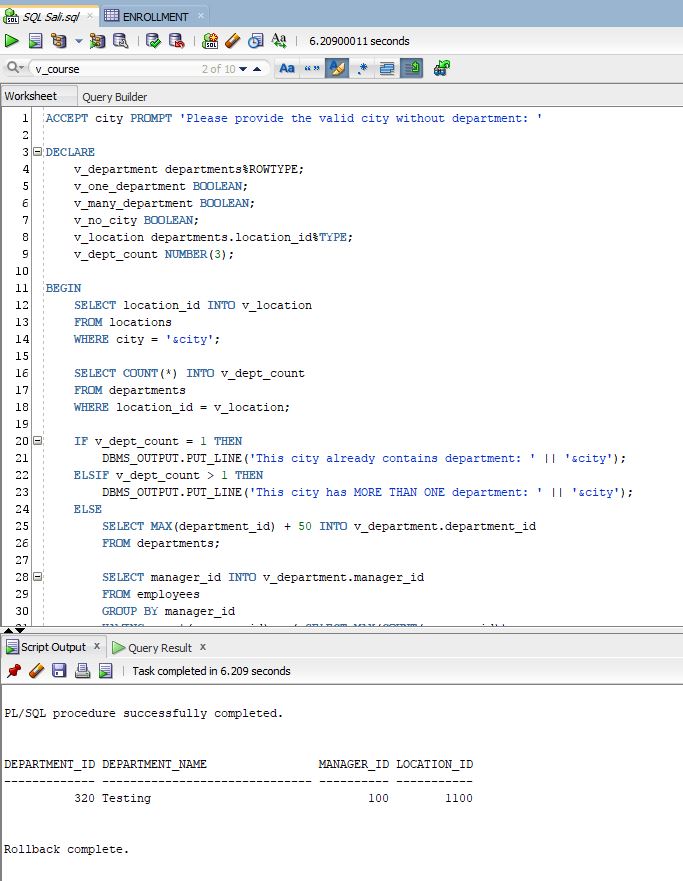 SQL Sali.sql × ENROLLMENT ×
6.20900011 seconds
v_course 2 of 10 Aa “ ” .*
Worksheet Query Builder
1 ACCEPT city PROMPT 'Please provide the valid city without department: '
2
3 DECLARE
4 v_department departments%ROWTYPE;
5 v_one_department BOOLEAN;
6 v_many_department BOOLEAN;
7 v_no_city BOOLEAN;
8 v_location departments.location_id%TYPE;
9 v_dept_count NUMBER(3);
10
11 BEGIN
12 SELECT location_id INTO v_location
13 FROM locations
14 WHERE city = '&city';
15
16 SELECT COUNT(*) INTO v_dept_count
17 FROM departments
18 WHERE location_id = v_location;
19
20 IF v_dept_count = 1 THEN
21 DBMS_OUTPUT.PUT_LINE('This city already contains department: ' || '&city');
22 ELSIF v_dept_count > 1 THEN
23 DBMS_OUTPUT.PUT_LINE('This city has MORE THAN ONE department: ' || '&city');
24 ELSE
25 SELECT MAX(department_id) + 50 INTO v_department.department_id
26 FROM departments;
27
28 SELECT manager_id INTO v_department.manager_id
29 FROM employees
30 GROUP BY manager_id
Script Output × Query Result ×
Task completed in 6.209 seconds
PL/SQL procedure successfully completed.
DEPARTMENT_ID DEPARTMENT_NAME MANAGER_ID LOCATION_ID
------------- ------------------------------ ---------- -----------
320 Testing 100 1100
Rollback complete.